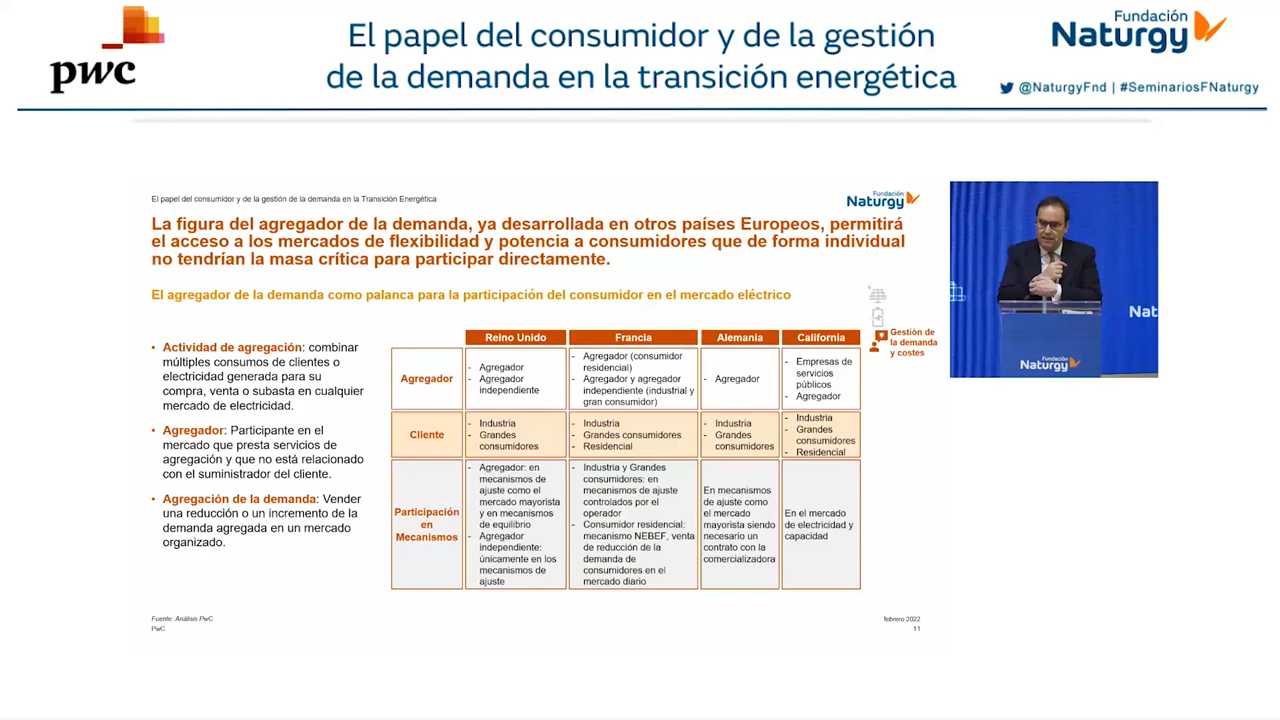 pwc
El papel del consumidor y de la gestión
de la demanda en la transición energética
Fundación
Naturgy
@NaturgyFnd | #SeminariosFNaturgy
El papel del consumidor y de la gestión de la demanda en la Transición Energética
Fundación
Naturgy
La figura del agregador de la demanda, ya desarrollada en otros países Europeos, permitirá
el acceso a los mercados de flexibilidad y potencia a consumidores que de forma individual
no tendrían la masa crítica para participar directamente.
El agregador de la demanda como palanca para la participación del consumidor en el mercado eléctrico
Gestión de
la demanda
y costes
• Actividad de agregación: combinar
múltiples consumos de clientes o
electricidad generada para su
compra, venta o subasta en cualquier
mercado de electricidad.
• Agregador: Participante en el
mercado que presta servicios de
agregación y que no está relacionado
con el suministrador del cliente.
• Agregación de la demanda: Vender
una reducción o un incremento de la
demanda agregada en un mercado
organizado.
Reino Unido
Francia
Alemania
California
Agregador
- Agregador
- Agregador
independiente
- Agregador (consumidor
residencial)
- Agregador y agregador
independiente (industrial y
gran consumidor)
- Agregador
- Empresas de
servicios
públicos
- Agregador
Cliente
- Industria
- Grandes
consumidores
- Industria
- Grandes consumidores
- Residencial
- Industria
- Grandes
consumidores
- Industria
- Grandes
consumidores
- Residencial
Participación
en
Mecanismos
- Agregador: en
mecanismos de
ajuste como el
mercado mayorista
y en mecanismos
de equilibrio
- Agregador
independiente:
únicamente en los
mecanismos de
ajuste
- Industria y Grandes
consumidores: en
mecanismos de ajuste
controlados por el
operador
- Consumidor residencial:
mecanismo NEBEF, venta
de reducción de la
demanda de
consumidores en el
mercado diario
En mecanismos
de ajuste como
el mercado
mayorista siendo
necesario un
contrato con la
comercializadora
En el mercado
de electricidad y
capacidad
Fuente: Análisis PwC
PwC
febrero 2022
11
Nat
Fundación
Naturgy